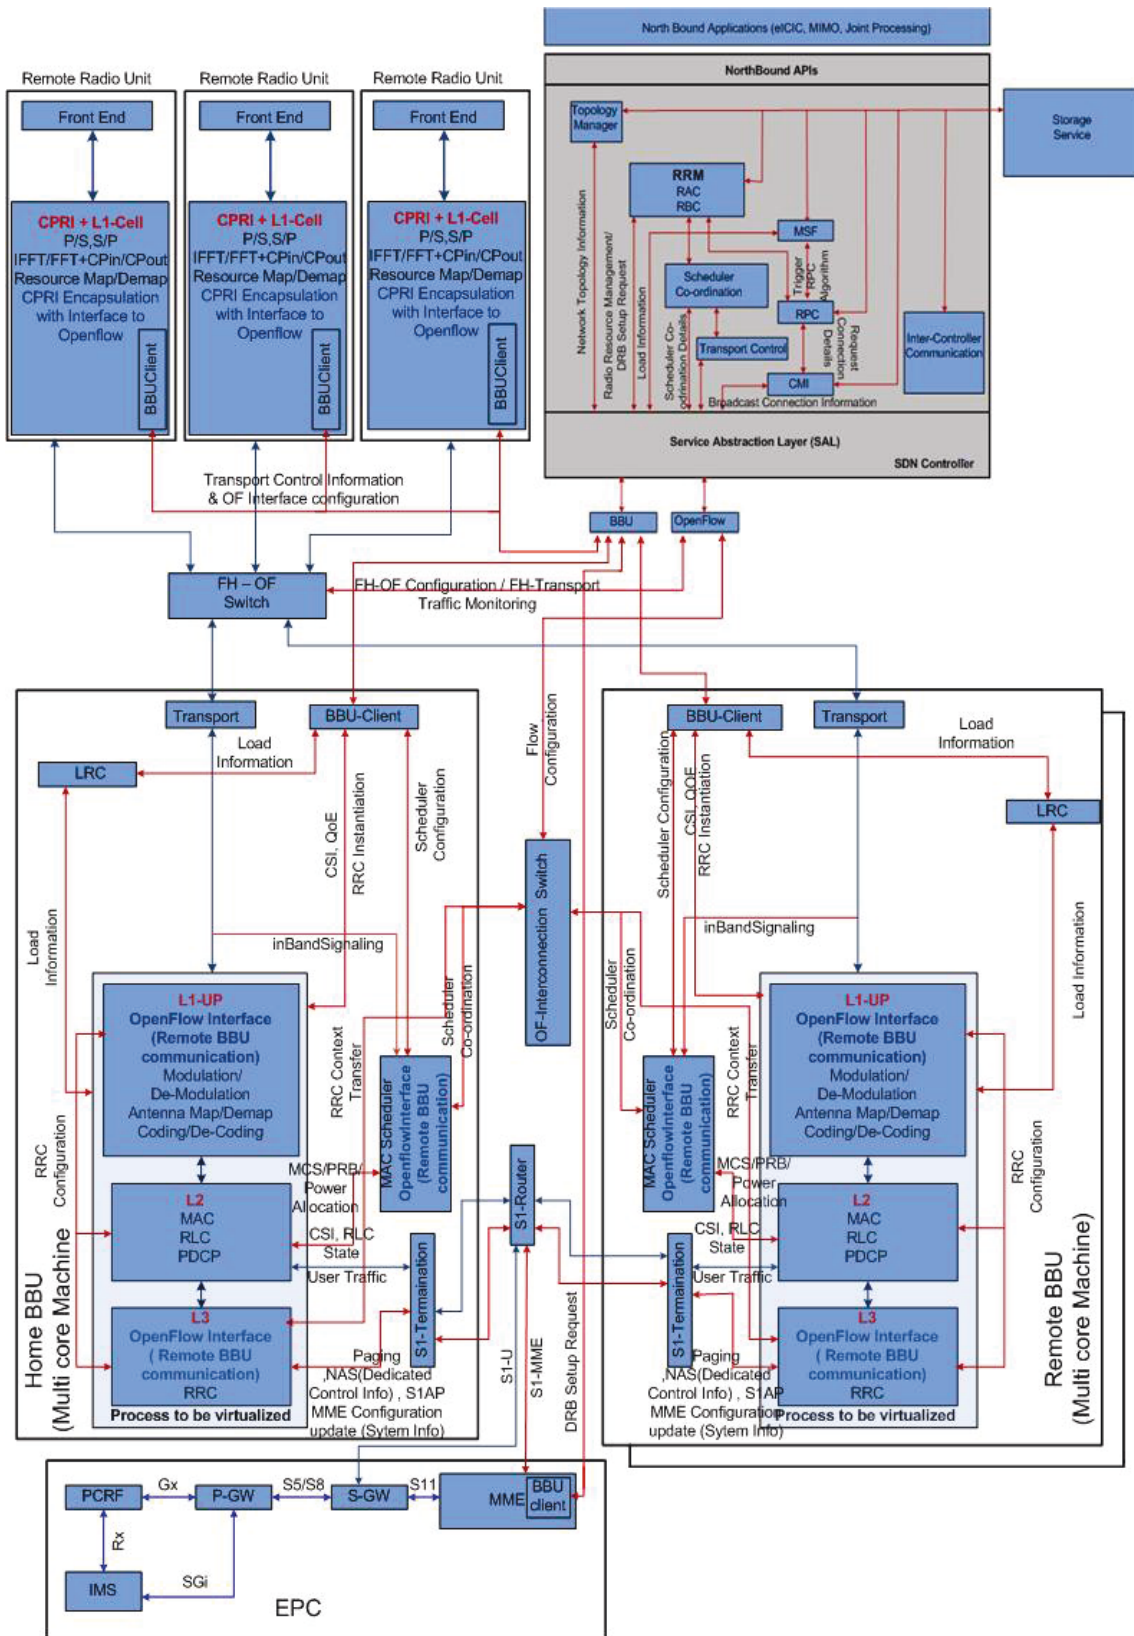 North Bound Applications (eICIC, MIMO, Joint Processing)
NorthBound APIs
Topology
Manager
Storage
Service
RRM
RAC
RBC
MSF
Scheduler
Co-ordination
Trigger
RPC
Algorithm
RPC
Transport Control
CMI
Inter-Controller
Communication
Network Topology Information
Radio Resource Management/
DRB Setup Request
Load Information
Scheduler Co-
odrination Details
Request
Connection
Details
Broadcast Connection Information
Service Abstraction Layer (SAL)
SDN Controller
Remote Radio Unit
Front End
CPRI + L1-Cell
P/S,S/P
IFFT/FFT+CPin/CPout
Resource Map/Demap
CPRI Encapsulation
with Interface to
Openflow
BBUClient
Remote Radio Unit
Front End
CPRI + L1-Cell
P/S,S/P
IFFT/FFT+CPin/CPout
Resource Map/Demap
CPRI Encapsulation
with Interface to
Openflow
BBUClient
Remote Radio Unit
Front End
CPRI + L1-Cell
P/S,S/P
IFFT/FFT+CPin/CPout
Resource Map/Demap
CPRI Encapsulation
with Interface to
Openflow
BBUClient
Transport Control Information
& OF Interface configuration
BBU
OpenFlow
FH – OF
Switch
FH-OF Configuration / FH-Transport
Traffic Monitoring
Transport
BBU-Client
Load
Information
LRC
CSI, QoE
RRC Instantiation
Scheduler
Configuration
Load
Information
inBandSignaling
L1-UP
OpenFlow Interface
(Remote BBU
communication)
Modulation/
De-Modulation
Antenna Map/Demap
Coding/De-Coding
RRC
Configuration
RRC Context
Transfer
Scheduler
Co-ordination
MAC Scheduler
OpenflowInterface
(Remote BBU
communication)
MCS/PRB/
Power
Allocation
L2
MAC
RLC
PDCP
CSI, RLC
State
User Traffic
S1-Termaination
L3
OpenFlow Interface
( Remote BBU
communication)
RRC
Process to be virtualized
Paging
,NAS(Dedicated
Control Info) , S1AP
MME Configuration
update (Sytem Info)
Home BBU
(Multi core Machine)
Flow
Configuration
OF-Interconnection Switch
S1-Router
S1-U
S1-MME
DRB Setup Request
BBU-Client
Transport
Load
Information
LRC
Scheduler Configuration
CSI, QOE
RRC Instantiation
inBandSignaling
Load Information
Scheduler
Co-ordination
L1-UP
OpenFlow Interface
(Remote BBU
communication)
Modulation/
De-Modulation
Antenna Map/Demap
Coding/De-Coding
RRC Context
Transfer
RRC
Configuration
MAC Scheduler
OpenflowInterface
(Remote BBU
communication)
MCS/PRB/
Power
Allocation
L2
MAC
RLC
PDCP
CSI, RLC
State
User Traffic
S1-Termaination
L3
OpenFlow Interface
( Remote BBU
communication)
RRC
Process to be virtualized
Paging
,NAS(Dedicated
Control Info) , S1AP
MME Configuration
update (Sytem Info)
Remote BBU
(Multi core Machine)
PCRF
Gx
P-GW
S5/S8
S-GW
S11
MME
BBU
client
Rx
IMS
SGi
EPC